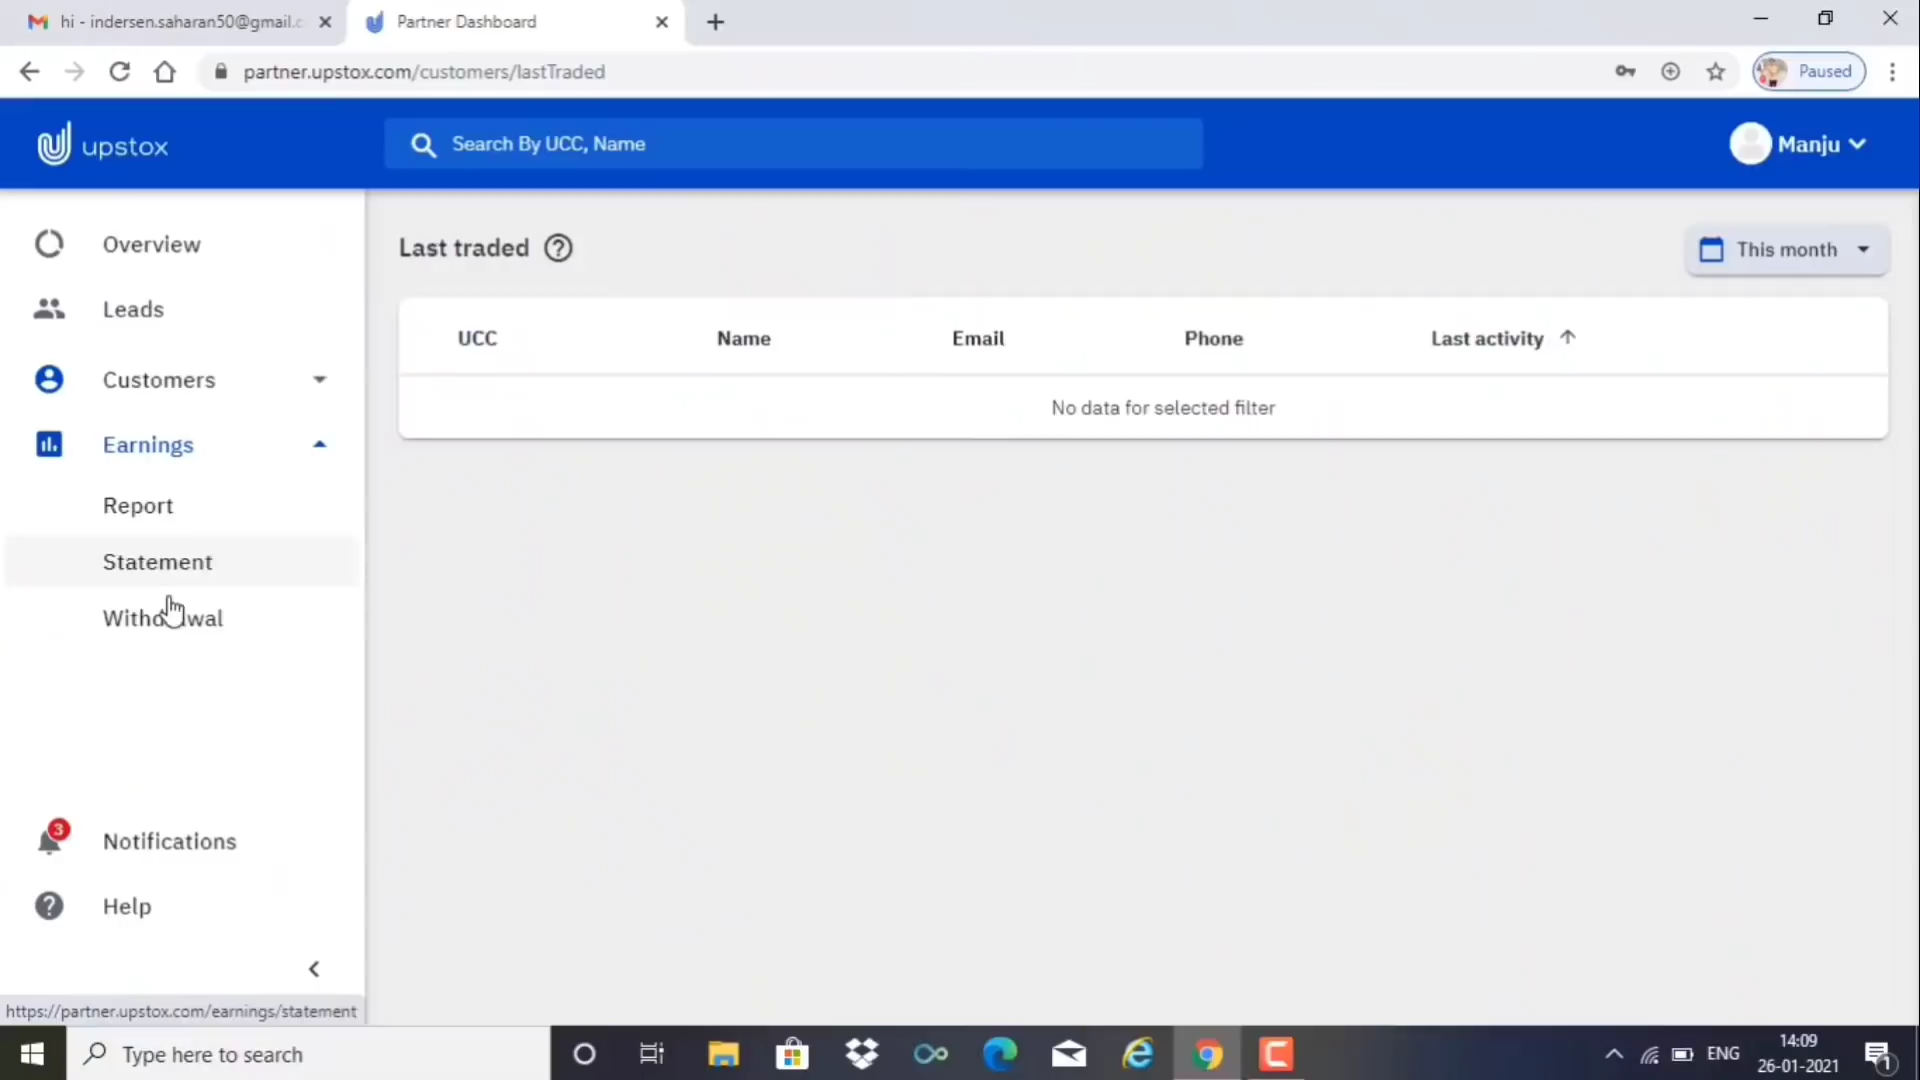 hi - indersen.saharan50@gmail.c
Partner Dashboard
partner.upstox.com/customers/lastTraded
Paused
upstox
Search By UCC, Name
Manju
Overview
Leads
Customers
Earnings
Report
Statement
Withdrawal
3
Notifications
Help
Last traded
This month
UCC Name Email Phone Last activity
No data for selected filter
https://partner.upstox.com/earnings/statement
Type here to search
ENG
14:09
26-01-2021
1